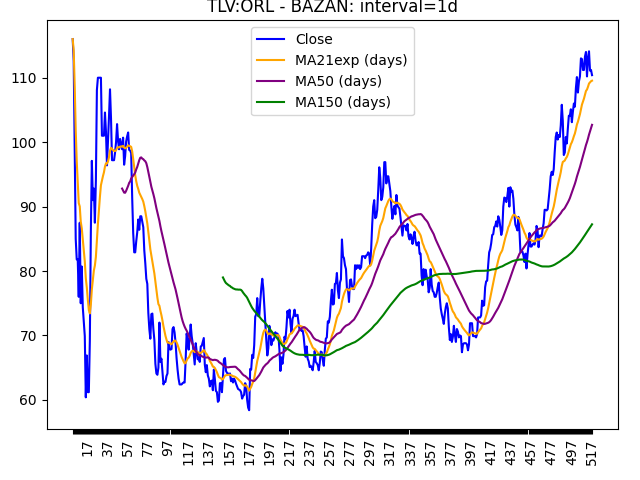 TLV:ORL - BAZAN: interval=1d
Close
MA21exp (days)
MA50 (days)
MA150 (days)
110
100
90
80
70
60
17 37 57 77 97 117 137 157 177 197 217 237 257 277 297 317 337 357 377 397 417 437 457 477 497 517